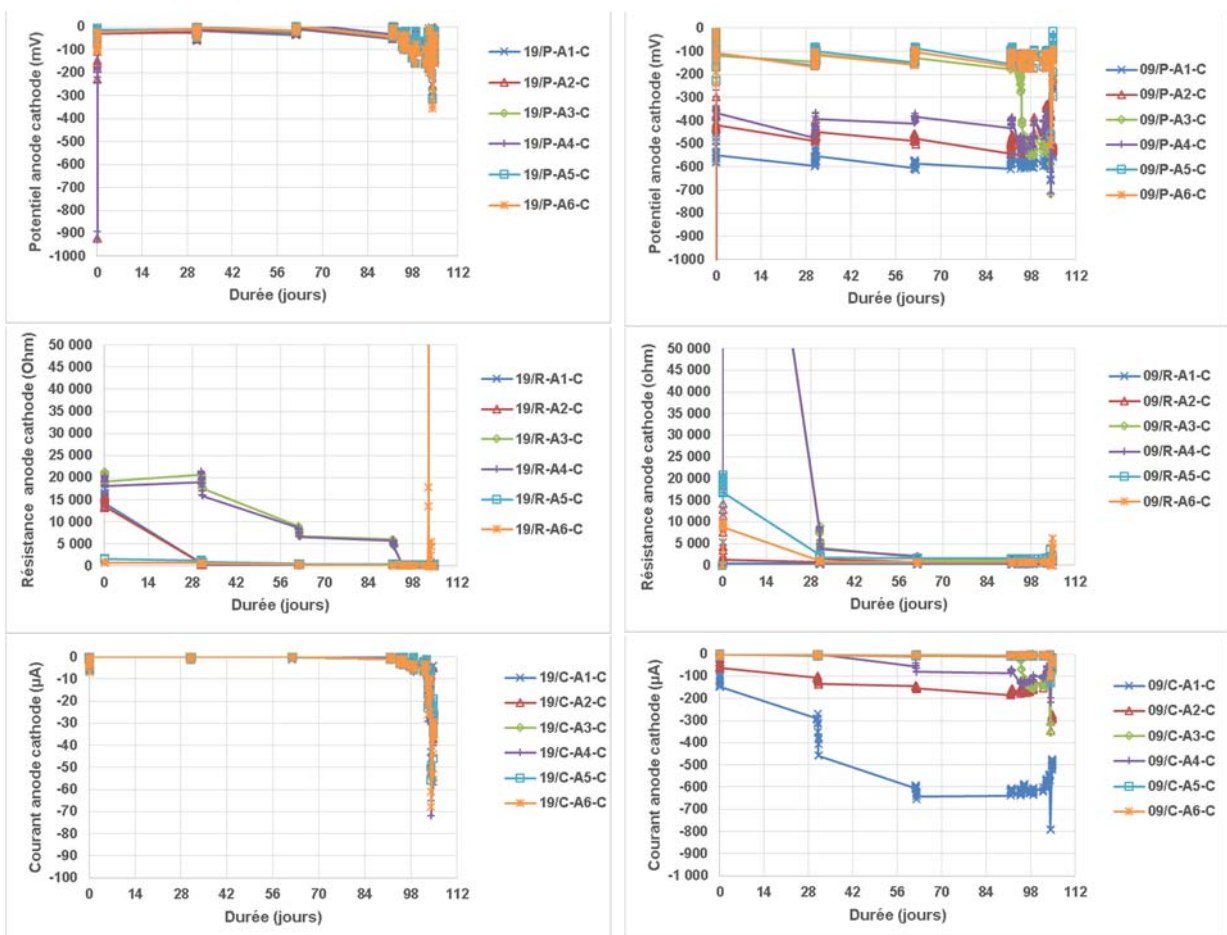 Potentiel anode cathode (mV)
0
-100
-200
-300
-400
-500
-600
-700
-800
-900
-1000
0 14 28 42 56 70 84 98 112
Durée (jours)
19/P-A1-C
19/P-A2-C
19/P-A3-C
19/P-A4-C
19/P-A5-C
19/P-A6-C
Potentiel anode cathode (mV)
0
-100
-200
-300
-400
-500
-600
-700
-800
-900
-1000
0 14 28 42 56 70 84 98 112
Durée (jours)
09/P-A1-C
09/P-A2-C
09/P-A3-C
09/P-A4-C
09/P-A5-C
09/P-A6-C
Résistance anode cathode (Ohm)
50 000
45 000
40 000
35 000
30 000
25 000
20 000
15 000
10 000
5 000
0
0 14 28 42 56 70 84 98 112
Durée (jours)
19/R-A1-C
19/R-A2-C
19/R-A3-C
19/R-A4-C
19/R-A5-C
19/R-A6-C
Résistance anode cathode (ohm)
50 000
45 000
40 000
35 000
30 000
25 000
20 000
15 000
10 000
5 000
0
0 14 28 42 56 70 84 98 112
Durée (jours)
09/R-A1-C
09/R-A2-C
09/R-A3-C
09/R-A4-C
09/R-A5-C
09/R-A6-C
Courant anode cathode (µA)
0
-10
-20
-30
-40
-50
-60
-70
-80
-90
-100
0 14 28 42 56 70 84 98 112
Durée (jours)
19/C-A1-C
19/C-A2-C
19/C-A3-C
19/C-A4-C
19/C-A5-C
19/C-A6-C
Courant anode cathode (µA)
0
-100
-200
-300
-400
-500
-600
-700
-800
-900
-1 000
0 14 28 42 56 70 84 98 112
Durée (jours)
09/C-A1-C
09/C-A2-C
09/C-A3-C
09/C-A4-C
09/C-A5-C
09/C-A6-C